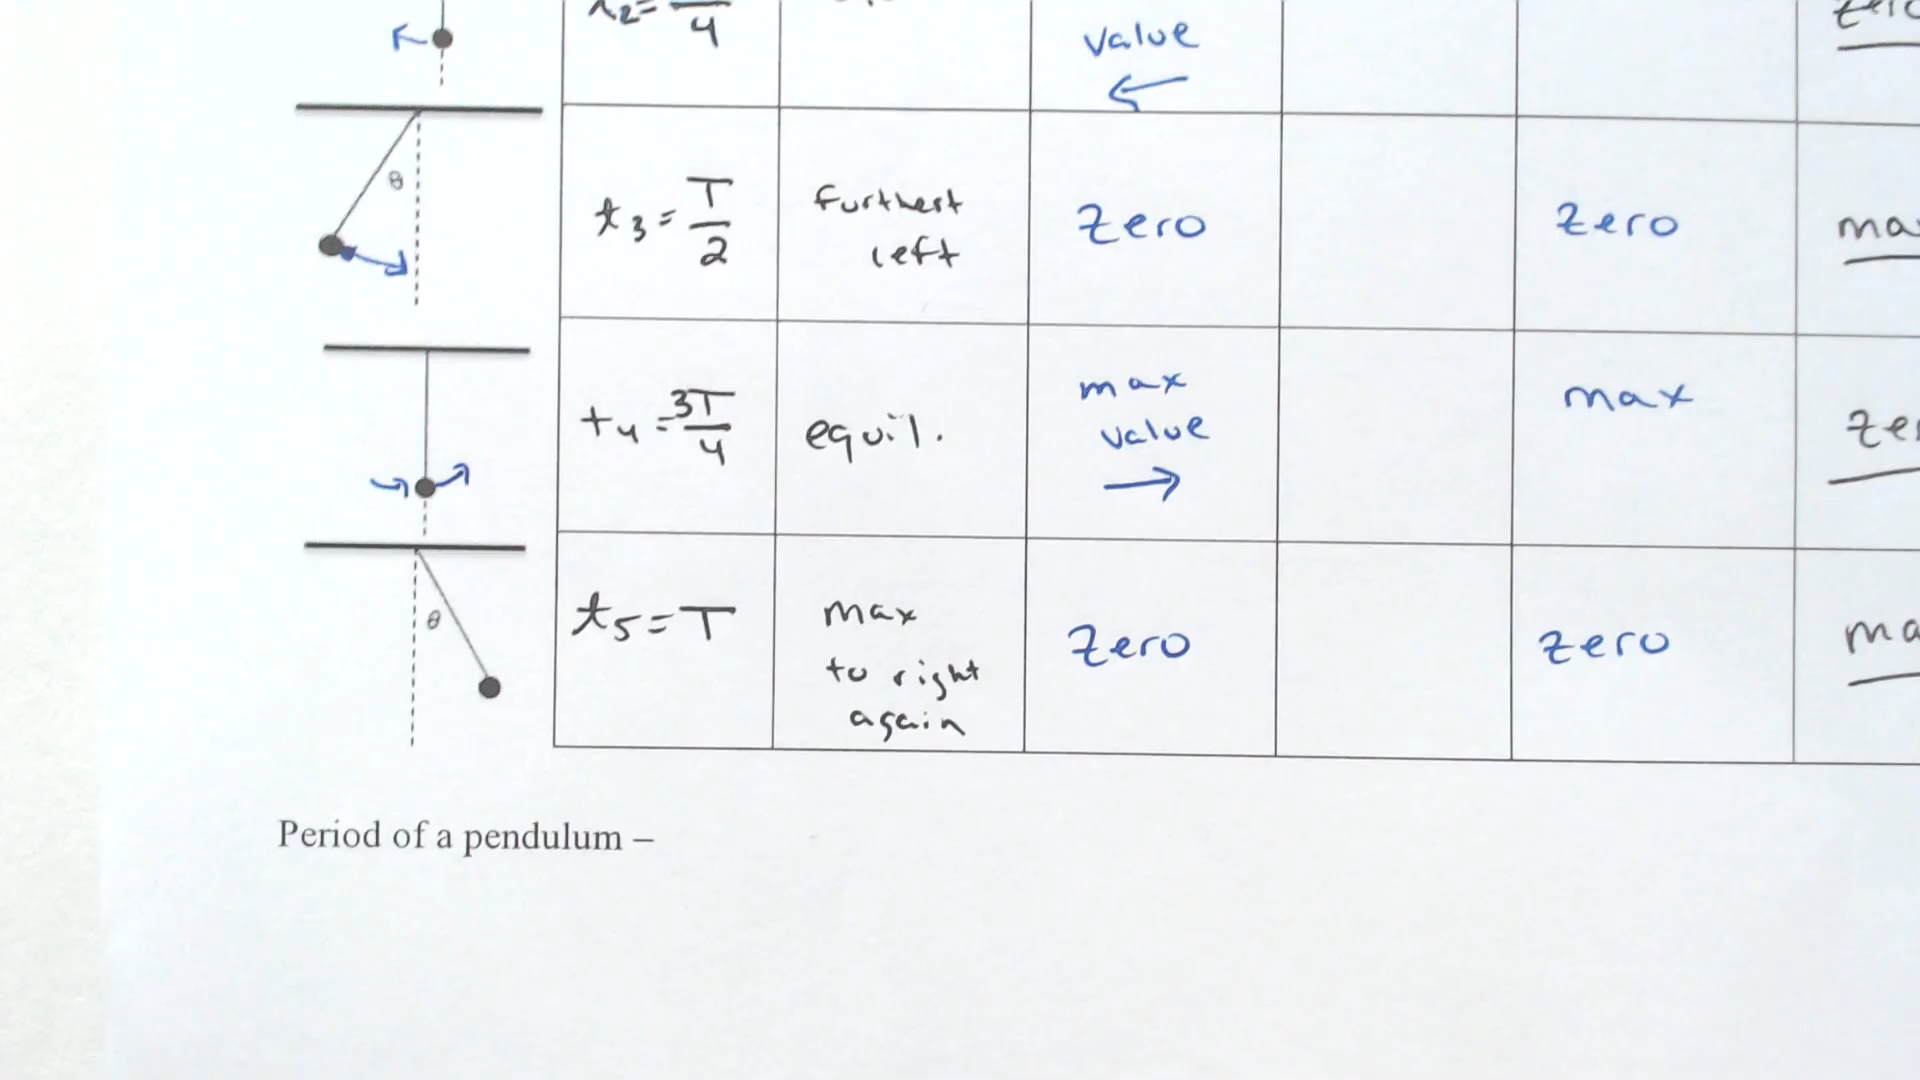 4
value
θ
t₃ = T/2
furthest
left
zero
zero
t₄ = 3T/4
equil.
max
value
max
θ
t₅ = T
max
to right
again
zero
zero
Period of a pendulum –